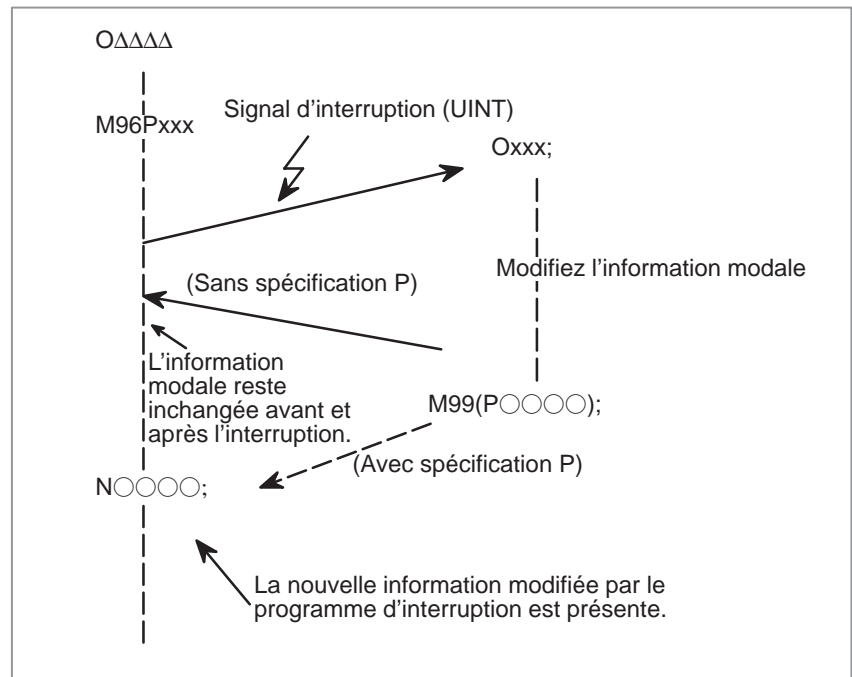 O∆∆∆∆
M96Pxxx
Signal d’interruption (UINT)
Oxxx;
Modifiez l’information modale
(Sans spécification P)
L’information
modale reste
inchangée avant et
après l’interruption.
M99(P○○○○);
(Avec spécification P)
N○○○○;
La nouvelle information modifiée par le
programme d’interruption est présente.